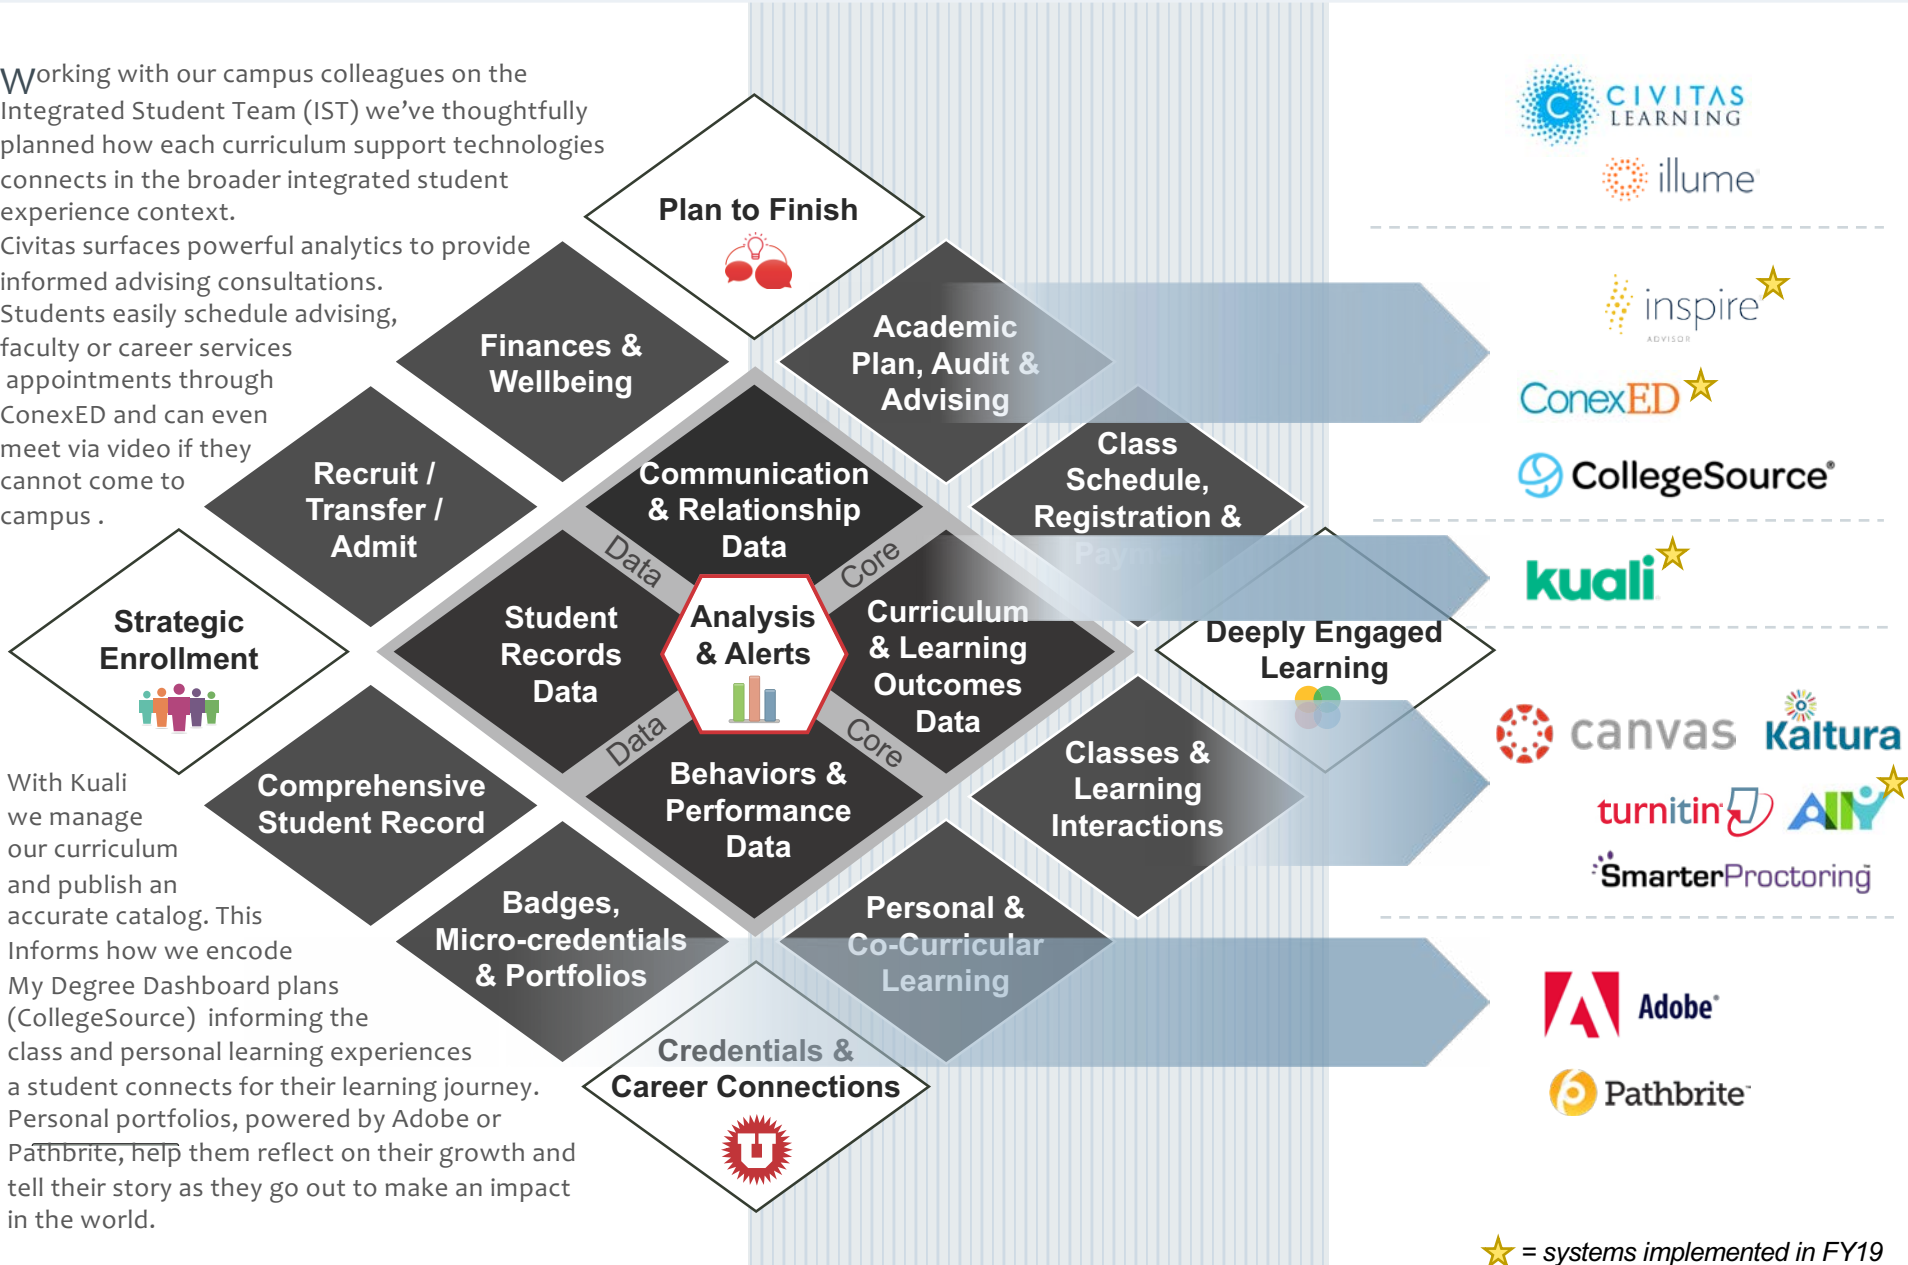 Working with our campus colleagues on the
Integrated Student Team (IST) we've thoughtfully
planned how each curriculum support technologies
connects in the broader integrated student
experience context.
Civitas surfaces powerful analytics to provide
informed advising consultations.
Students easily schedule advising,
faculty or career services
appointments through
ConexED and can even
meet via video if they
cannot come to
campus .
Plan to Finish
Finances &
Wellbeing
Academic
Plan, Audit &
Advising
Recruit /
Transfer /
Admit
Communication
& Relationship
Data
Class
Schedule,
Registration &
Payment
Data
Core
Strategic
Enrollment
Student
Records
Data
Analysis
& Alerts
Curriculum
& Learning
Outcomes
Data
Deeply Engaged
Learning
Data
Core
Comprehensive
Student Record
Behaviors &
Performance
Data
Classes &
Learning
Interactions
Badges,
Micro-credentials
& Portfolios
Personal &
Co-Curricular
Learning
Credentials &
Career Connections
U
With Kuali
we manage
our curriculum
and publish an
accurate catalog. This
Informs how we encode
My Degree Dashboard plans
(CollegeSource) informing the
class and personal learning experiences
a student connects for their learning journey.
Personal portfolios, powered by Adobe or
Pathbrite, help them reflect on their growth and
tell their story as they go out to make an impact
in the world.
C
CIVITAS
LEARNING
illume
inspire
ADVISOR
ConexED
CollegeSource®
kuali
canvas
Kaltura
turnitin
Ally
SmarterProctoring™
Adobe®
Pathbrite™
= systems implemented in FY19